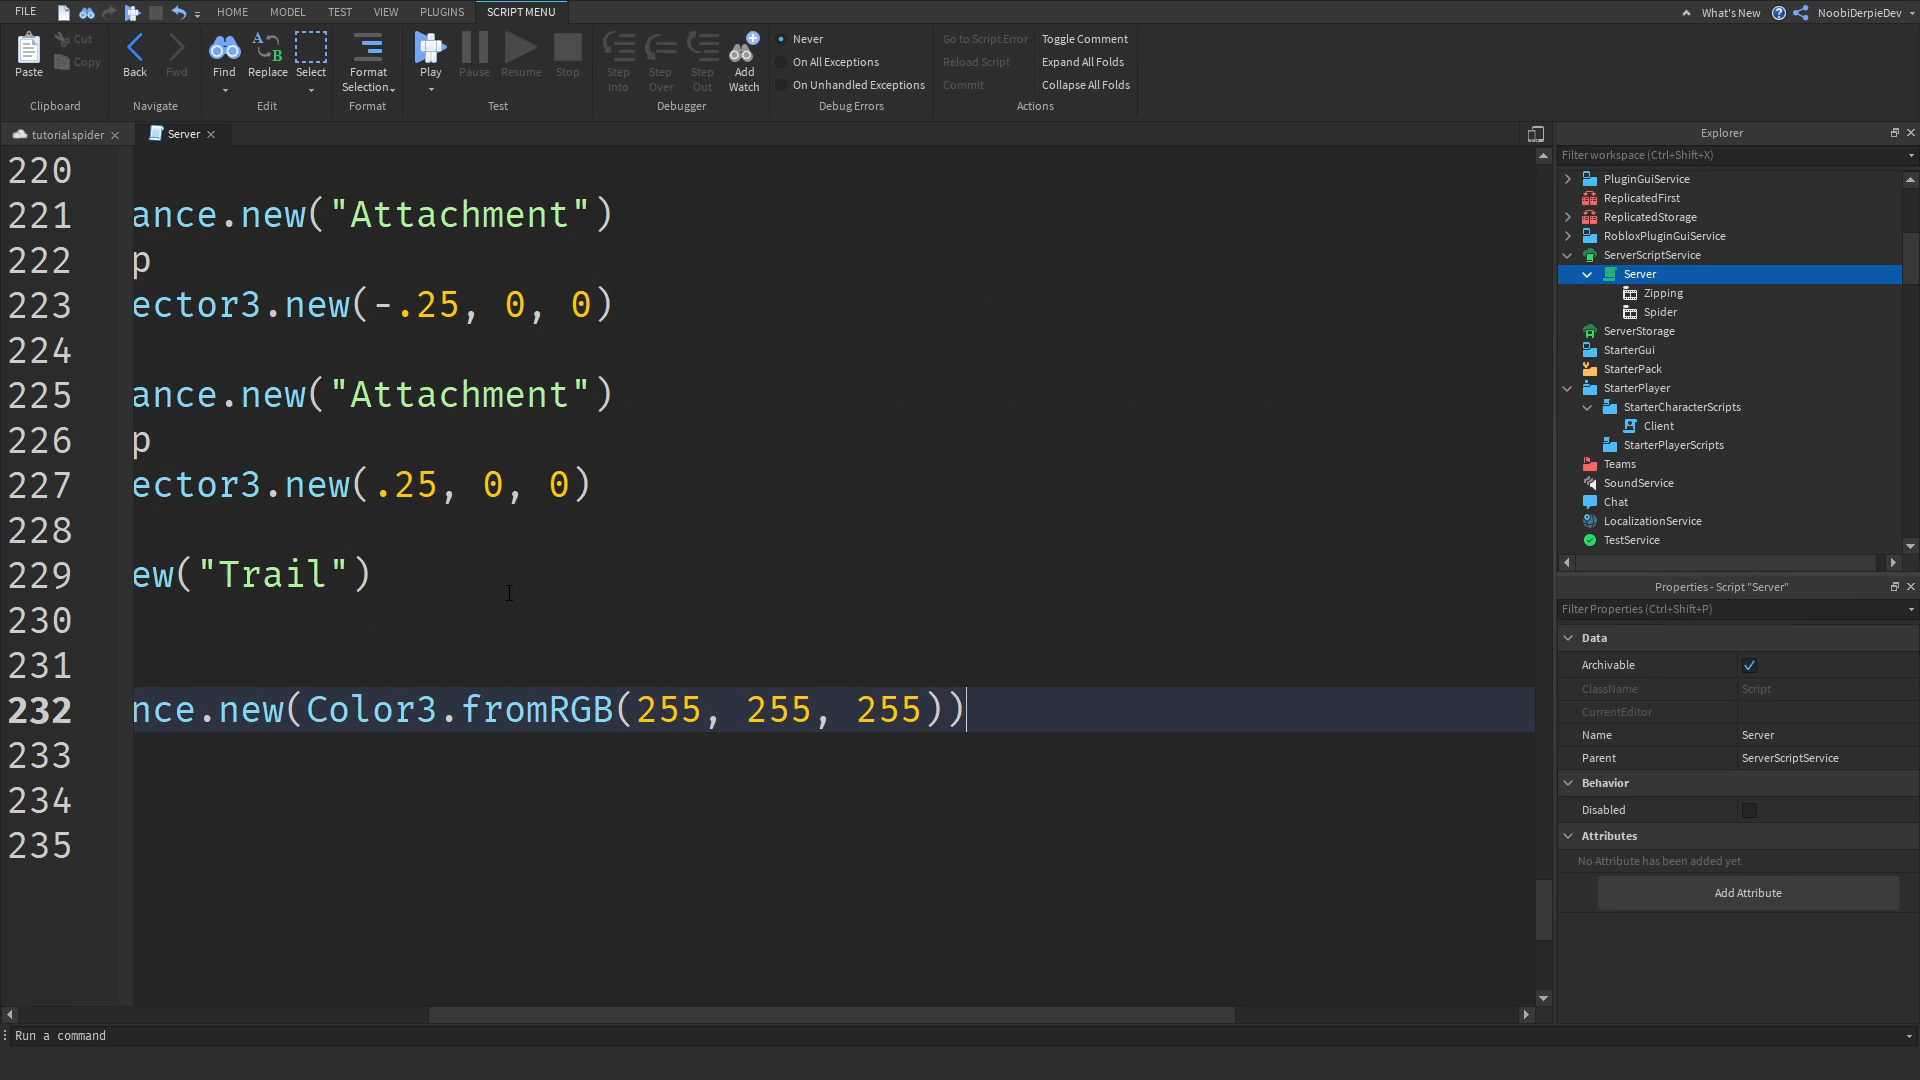 FILE HOME MODEL TEST VIEW PLUGINS SCRIPT MENU What's New NoobiDerpieDev
Paste Cut Copy Clipboard
Back Fwd Navigate
Find Replace Select Edit
Format Selection Format
Play Pause Resume Stop Test
Step Into Step Over Step Out Add Watch Debugger
Never
On All Exceptions
On Unhandled Exceptions
Debug Errors
Go to Script Error Toggle Comment
Reload Script Expand All Folds
Commit Collapse All Folds
Actions
tutorial spider Server
220
221 ance.new("Attachment")
222 p
223 ector3.new(-.25, 0, 0)
224
225 ance.new("Attachment")
226 p
227 ector3.new(.25, 0, 0)
228
229 ew("Trail")
230
231
232 nce.new(Color3.fromRGB(255, 255, 255))
233
234
235
Run a command
Explorer
Filter workspace (Ctrl+Shift+X)
PluginGuiService
ReplicatedFirst
ReplicatedStorage
RobloxPluginGuiService
ServerScriptService
Server
Zipping
Spider
ServerStorage
StarterGui
StarterPack
StarterPlayer
StarterCharacterScripts
Client
StarterPlayerScripts
Teams
SoundService
Chat
LocalizationService
TestService
Properties - Script "Server"
Filter Properties (Ctrl+Shift+P)
Data
Archivable
ClassName Script
CurrentEditor
Name Server
Parent ServerScriptService
Behavior
Disabled
Attributes
No Attribute has been added yet
Add Attribute